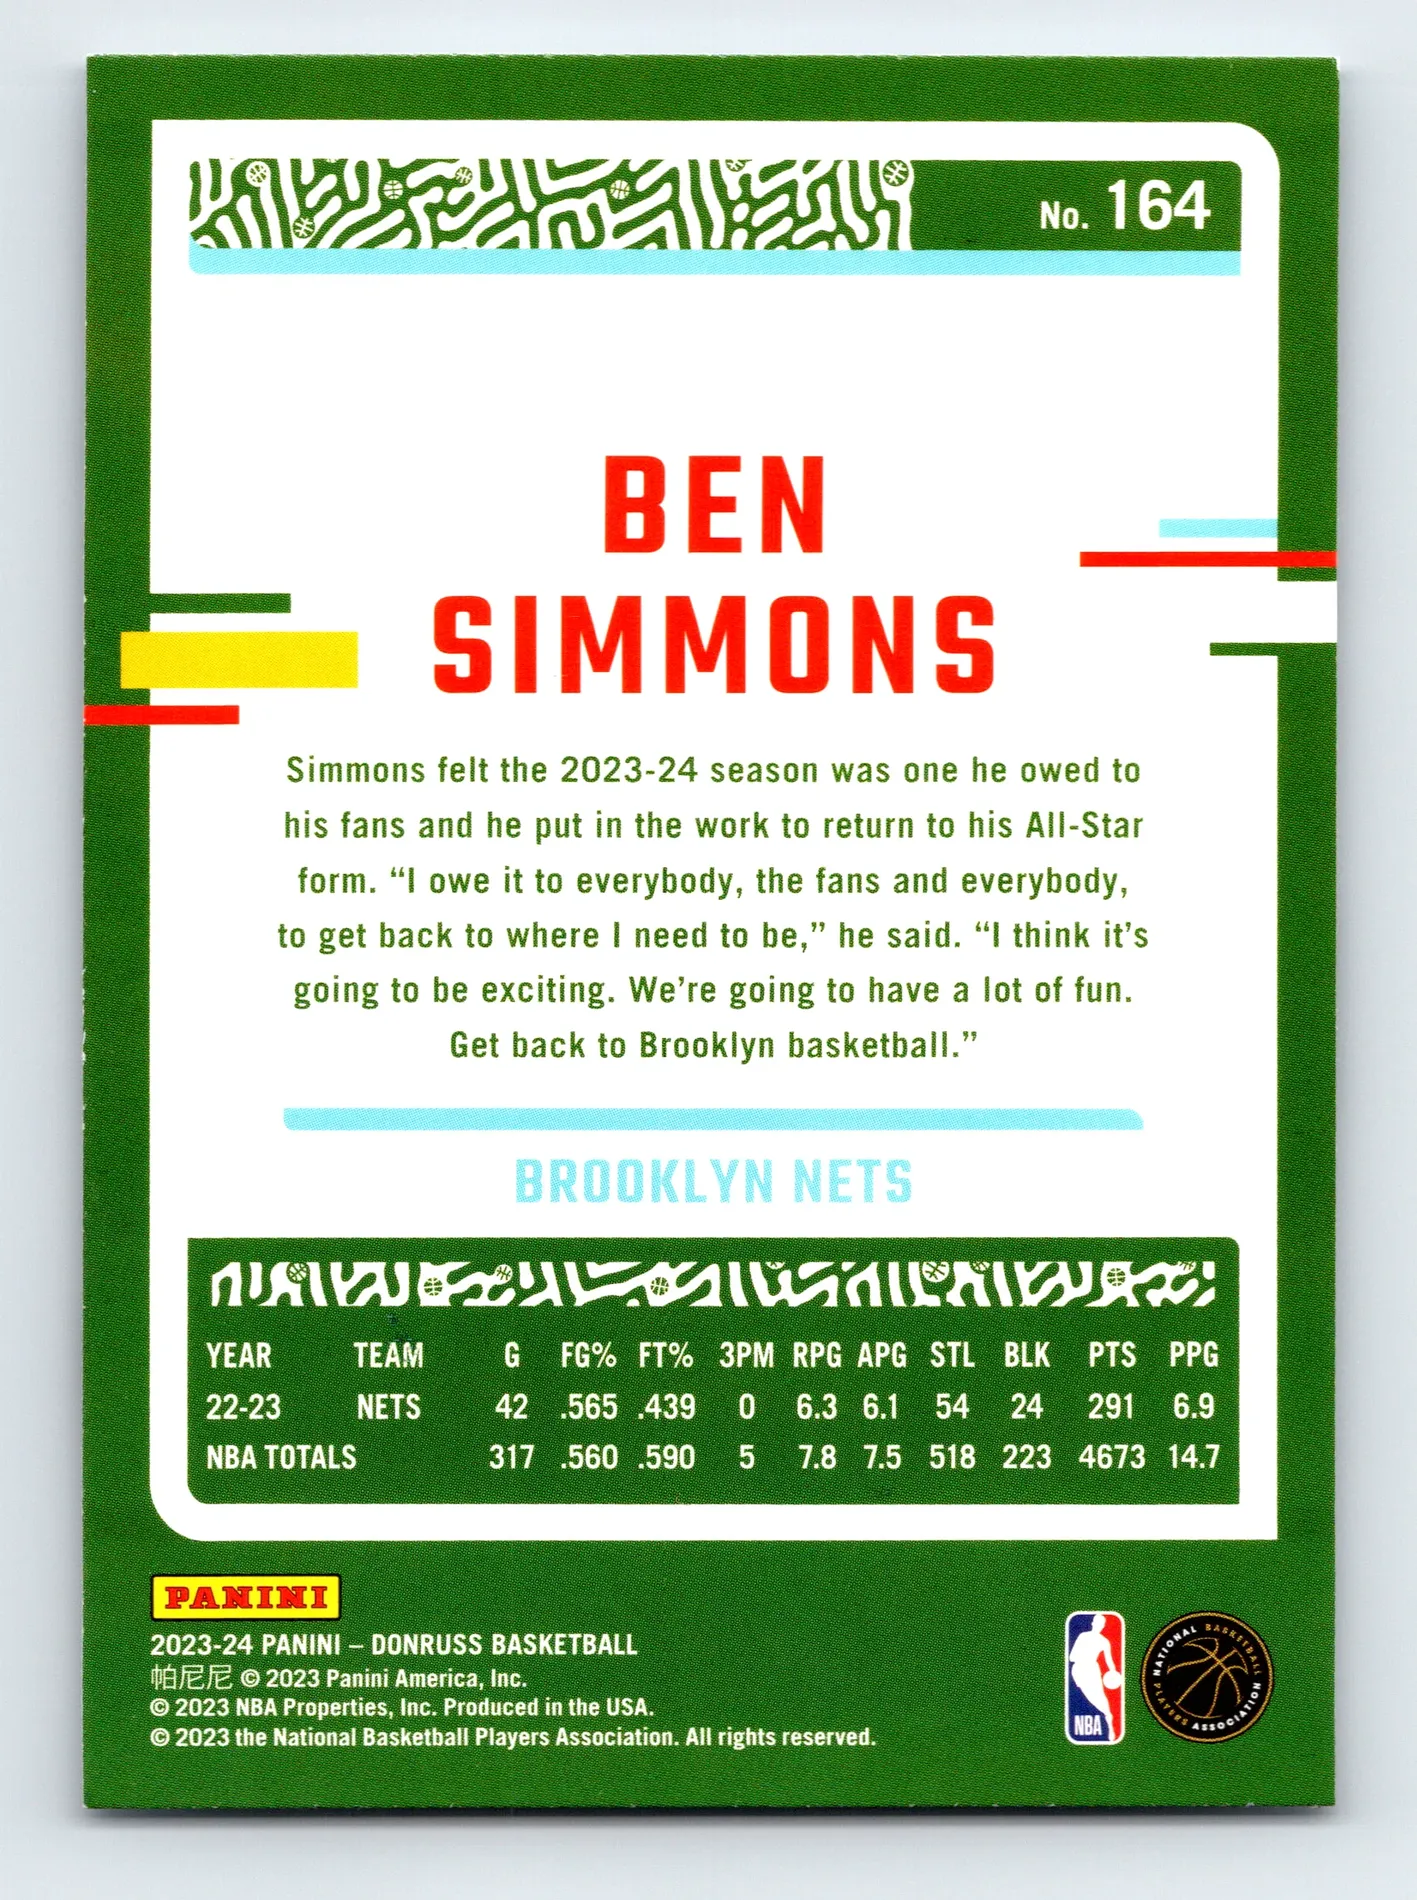 No. 164
BEN
SIMMONS
Simmons felt the 2023-24 season was one he owed to
his fans and he put in the work to return to his All-Star
form. “I owe it to everybody, the fans and everybody,
to get back to where I need to be,” he said. “I think it’s
going to be exciting. We’re going to have a lot of fun.
Get back to Brooklyn basketball.”
BROOKLYN NETS
YEAR TEAM G FG% FT% 3PM RPG APG STL BLK PTS PPG
22-23 NETS 42 .565 .439 0 6.3 6.1 54 24 291 6.9
NBA TOTALS 317 .560 .590 5 7.8 7.5 518 223 4673 14.7
PANINI
2023-24 PANINI – DONRUSS BASKETBALL
帕尼尼 © 2023 Panini America, Inc.
© 2023 NBA Properties, Inc. Produced in the USA.
© 2023 the National Basketball Players Association. All rights reserved.
NBA
NATIONAL BASKETBALL PLAYERS ASSOCIATION